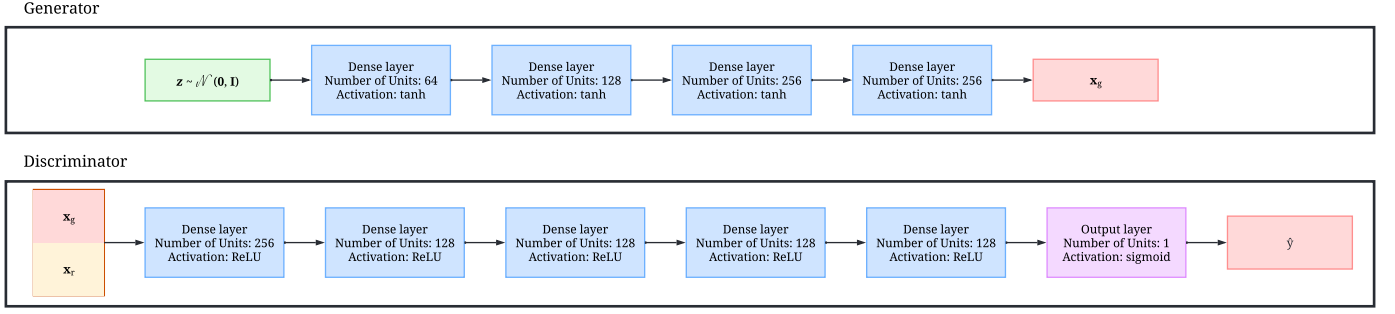 Generator
z ~ 𝒩 (0, I)
Dense layer
Number of Units: 64
Activation: tanh
Dense layer
Number of Units: 128
Activation: tanh
Dense layer
Number of Units: 256
Activation: tanh
Dense layer
Number of Units: 256
Activation: tanh
xg
Discriminator
xg
xr
Dense layer
Number of Units: 256
Activation: ReLU
Dense layer
Number of Units: 128
Activation: ReLU
Dense layer
Number of Units: 128
Activation: ReLU
Dense layer
Number of Units: 128
Activation: ReLU
Dense layer
Number of Units: 128
Activation: ReLU
Output layer
Number of Units: 1
Activation: sigmoid
ŷ